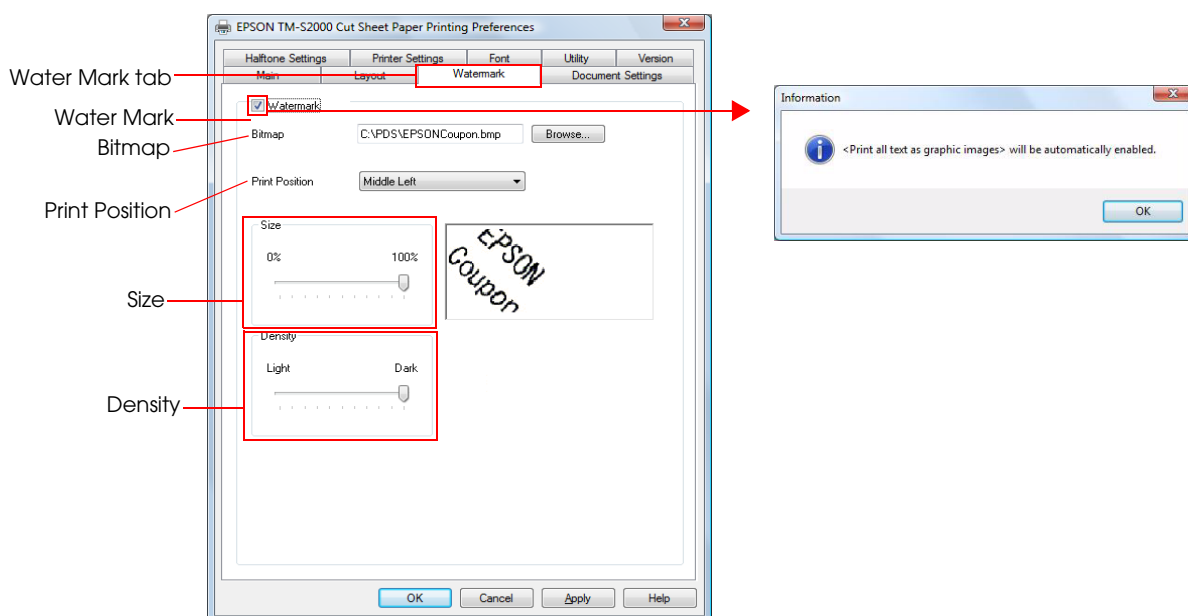 EPSON TM-S2000 Cut Sheet Paper Printing Preferences
Halftone Settings Printer Settings Font Utility Version
Main Layout Watermark Document Settings
Water Mark tab
Watermark
Water Mark
Bitmap C:\PDS\EPSONCoupon.bmp Browse...
Bitmap
Print Position Middle Left
Print Position
Size
0% 100%
EPSON
Coupon
Size
Density
Light Dark
Density
OK Cancel Apply Help
Information
<Print all text as graphic images> will be automatically enabled.
OK